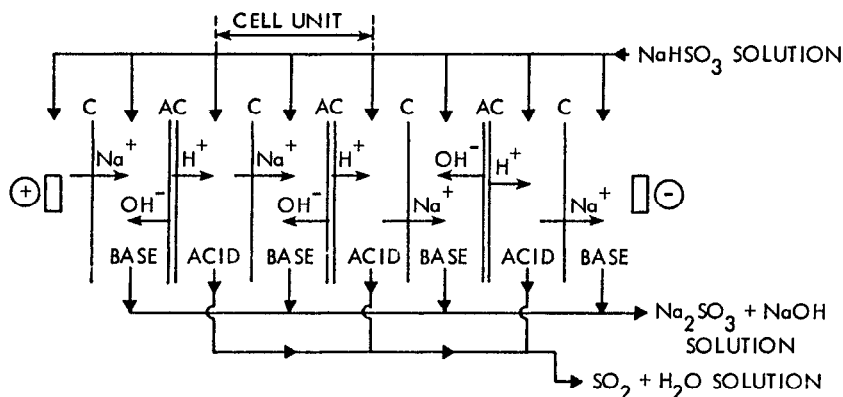 CELL UNIT
NaHSO₃ SOLUTION
C AC C AC C AC C
Na⁺ H⁺ Na⁺ H⁺ OH⁻ H⁺
+ OH⁻ OH⁻ Na⁺ Na⁺ −
BASE ACID BASE ACID BASE ACID BASE
Na₂SO₃ + NaOH
SOLUTION
SO₂ + H₂O SOLUTION